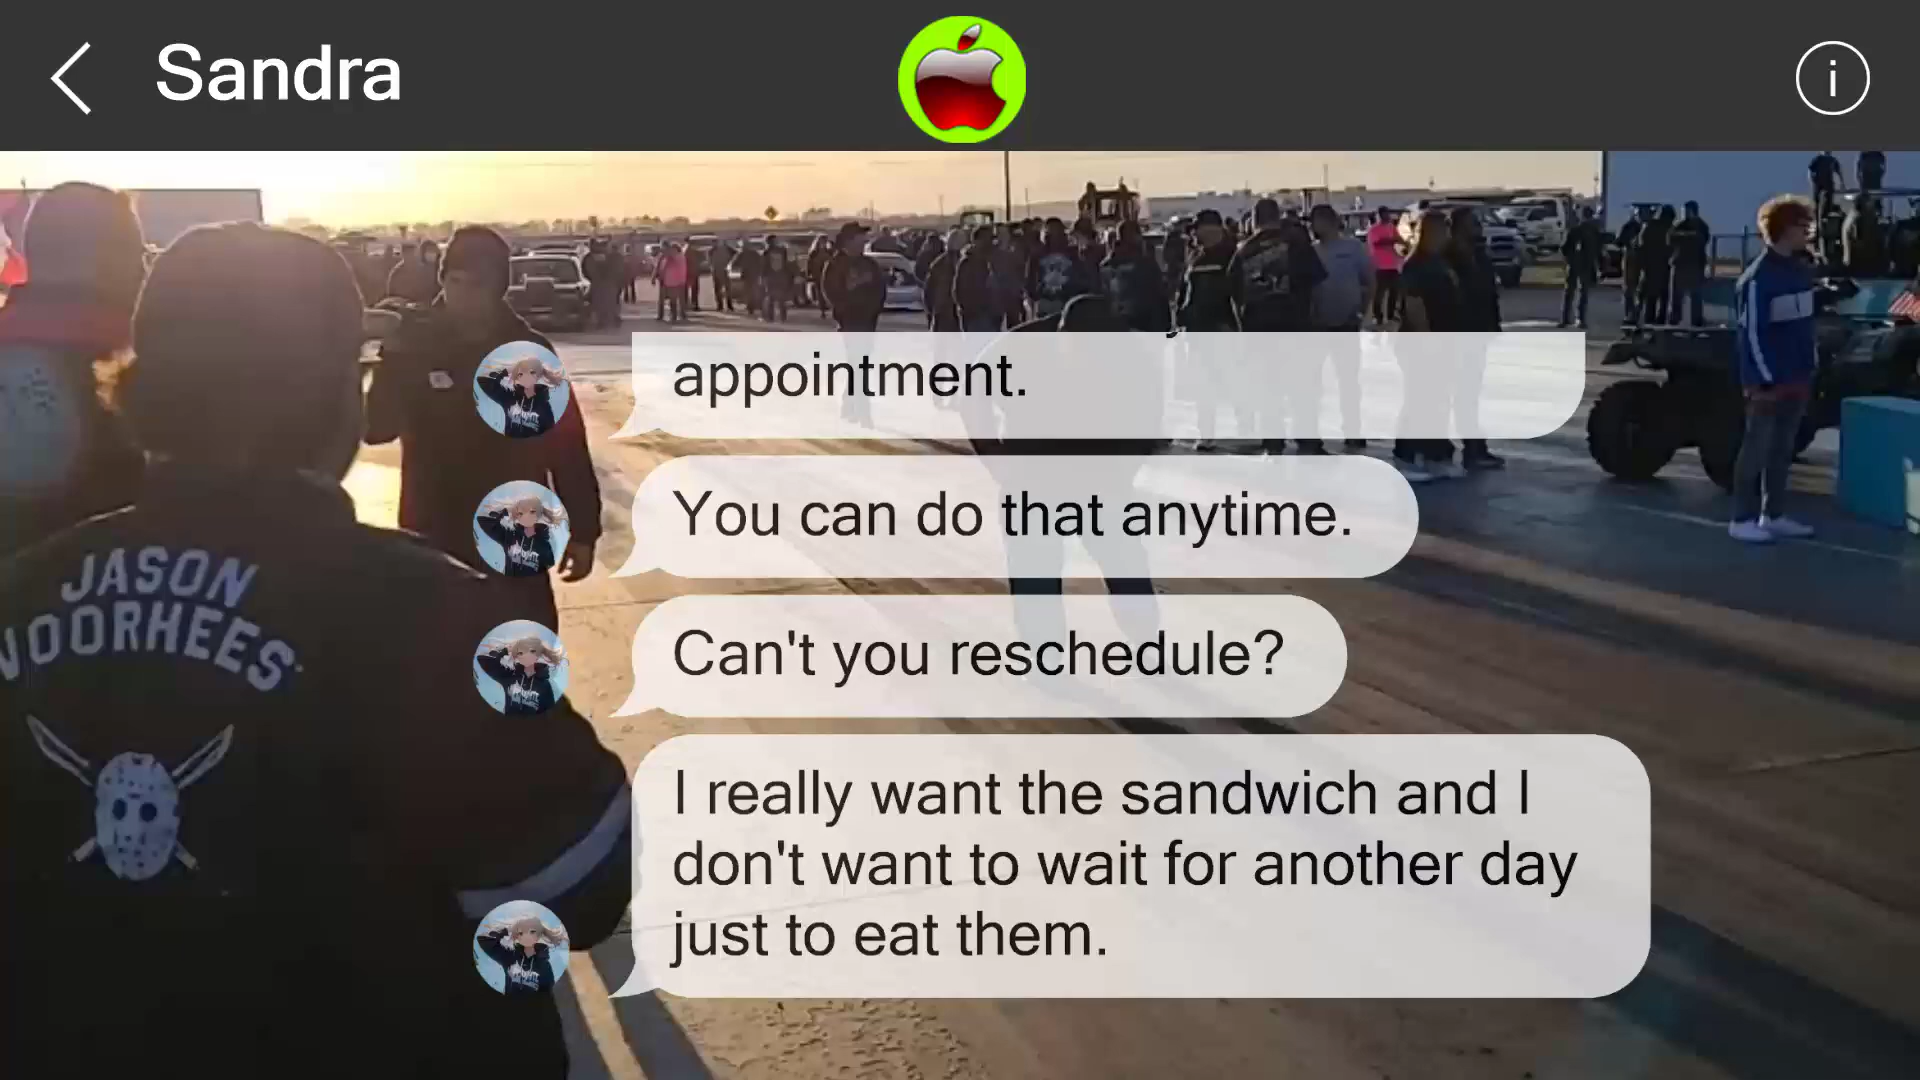 Sandra
appointment.
You can do that anytime.
Can't you reschedule?
I really want the sandwich and I
don't want to wait for another day
just to eat them.
JASON
VOORHEES